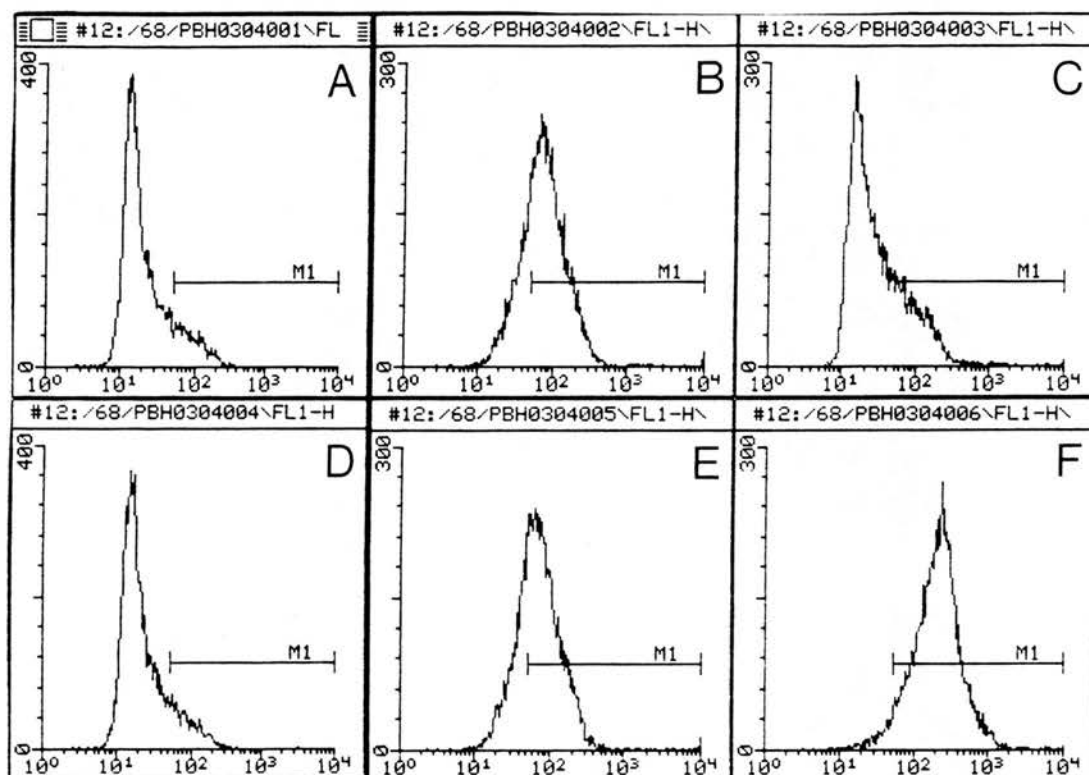 #12:/68/PBH0304001\FL
#12:/68/PBH0304002\FL1-H\
#12:/68/PBH0304003\FL1-H\
400
A
M1
0
10⁰ 10¹ 10² 10³ 10⁴
300
B
M1
0
10⁰ 10¹ 10² 10³ 10⁴
300
C
M1
0
10⁰ 10¹ 10² 10³ 10⁴
#12:/68/PBH0304004\FL1-H
#12:/68/PBH0304005\FL1-H\
#12:/68/PBH0304006\FL1-H\
400
D
M1
0
10⁰ 10¹ 10² 10³ 10⁴
300
E
M1
0
10⁰ 10¹ 10² 10³ 10⁴
300
F
M1
0
10⁰ 10¹ 10² 10³ 10⁴